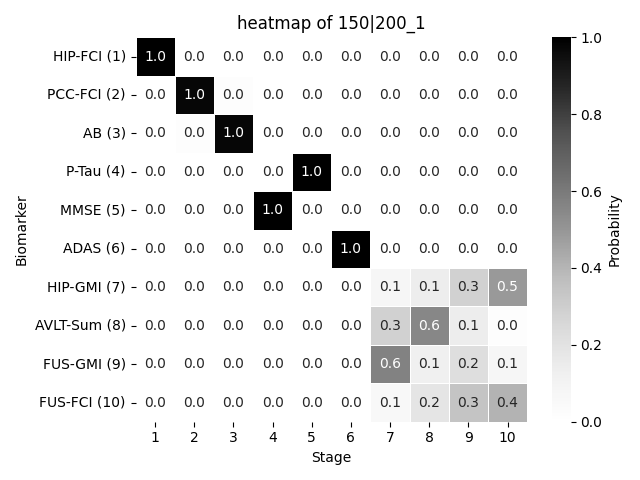 heatmap of 150|200_1
HIP-FCI (1) 1.0 0.0 0.0 0.0 0.0 0.0 0.0 0.0 0.0 0.0
PCC-FCI (2) 0.0 1.0 0.0 0.0 0.0 0.0 0.0 0.0 0.0 0.0
AB (3) 0.0 0.0 1.0 0.0 0.0 0.0 0.0 0.0 0.0 0.0
P-Tau (4) 0.0 0.0 0.0 0.0 1.0 0.0 0.0 0.0 0.0 0.0
MMSE (5) 0.0 0.0 0.0 1.0 0.0 0.0 0.0 0.0 0.0 0.0
ADAS (6) 0.0 0.0 0.0 0.0 0.0 1.0 0.0 0.0 0.0 0.0
HIP-GMI (7) 0.0 0.0 0.0 0.0 0.0 0.0 0.1 0.1 0.3 0.5
AVLT-Sum (8) 0.0 0.0 0.0 0.0 0.0 0.0 0.3 0.6 0.1 0.0
FUS-GMI (9) 0.0 0.0 0.0 0.0 0.0 0.0 0.6 0.1 0.2 0.1
FUS-FCI (10) 0.0 0.0 0.0 0.0 0.0 0.0 0.1 0.2 0.3 0.4
1 2 3 4 5 6 7 8 9 10
Stage
Biomarker
1.0
0.8
0.6
0.4
0.2
0.0
Probability